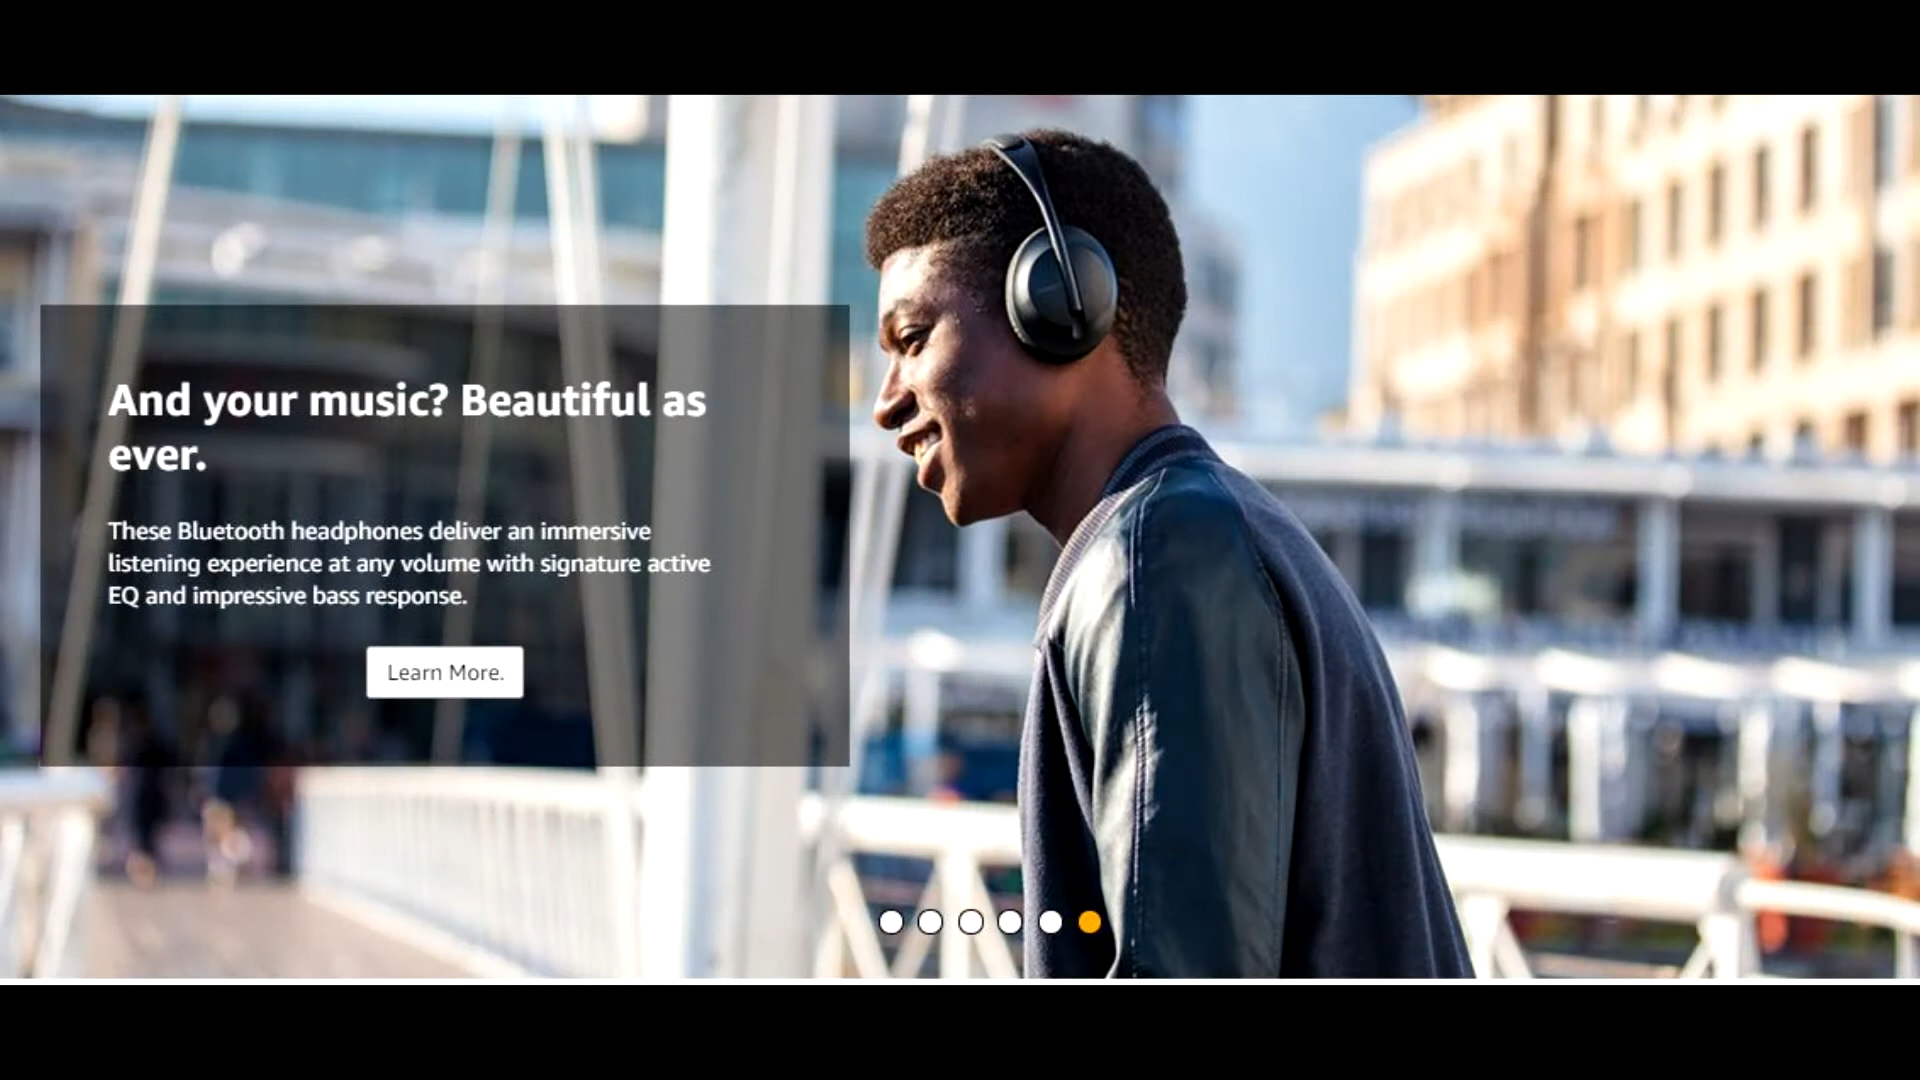 And your music? Beautiful as
ever.
These Bluetooth headphones deliver an immersive
listening experience at any volume with signature active
EQ and impressive bass response.
Learn More.